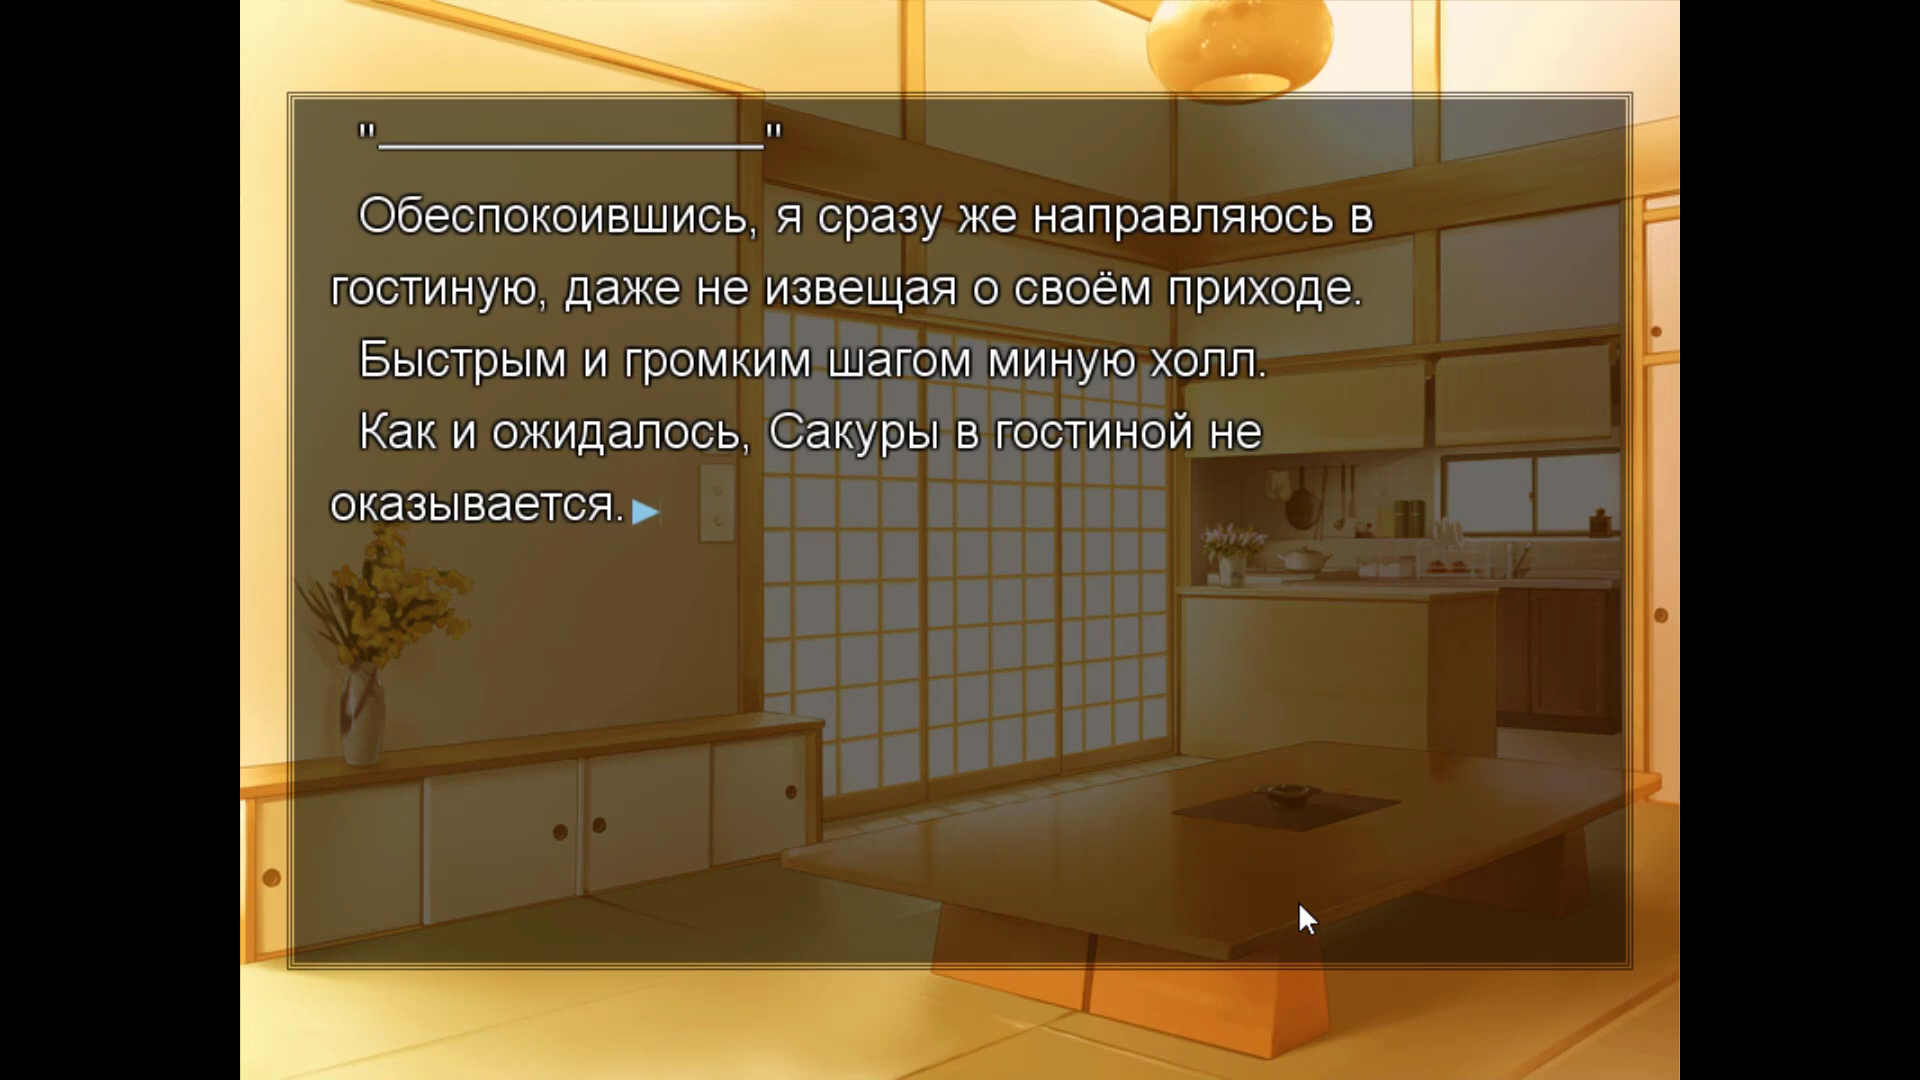 "________________"
Обеспокоившись, я сразу же направляюсь в
гостиную, даже не извещая о своём приходе.
Быстрым и громким шагом миную холл.
Как и ожидалось, Сакуры в гостиной не
оказывается.